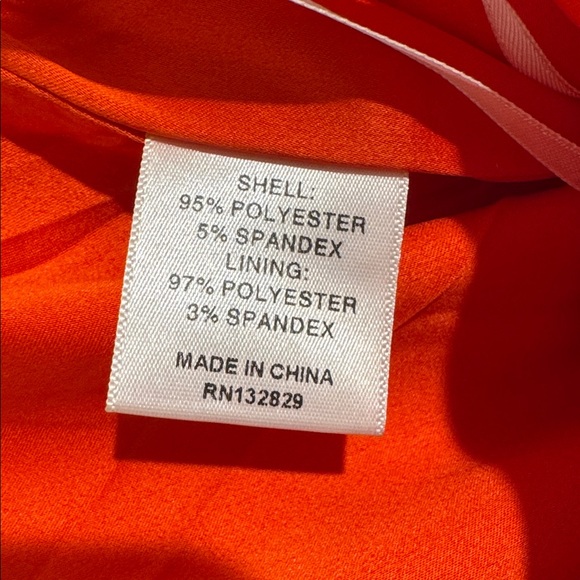 SHELL:
95% POLYESTER
5% SPANDEX
LINING:
97% POLYESTER
3% SPANDEX
MADE IN CHINA
RN132829